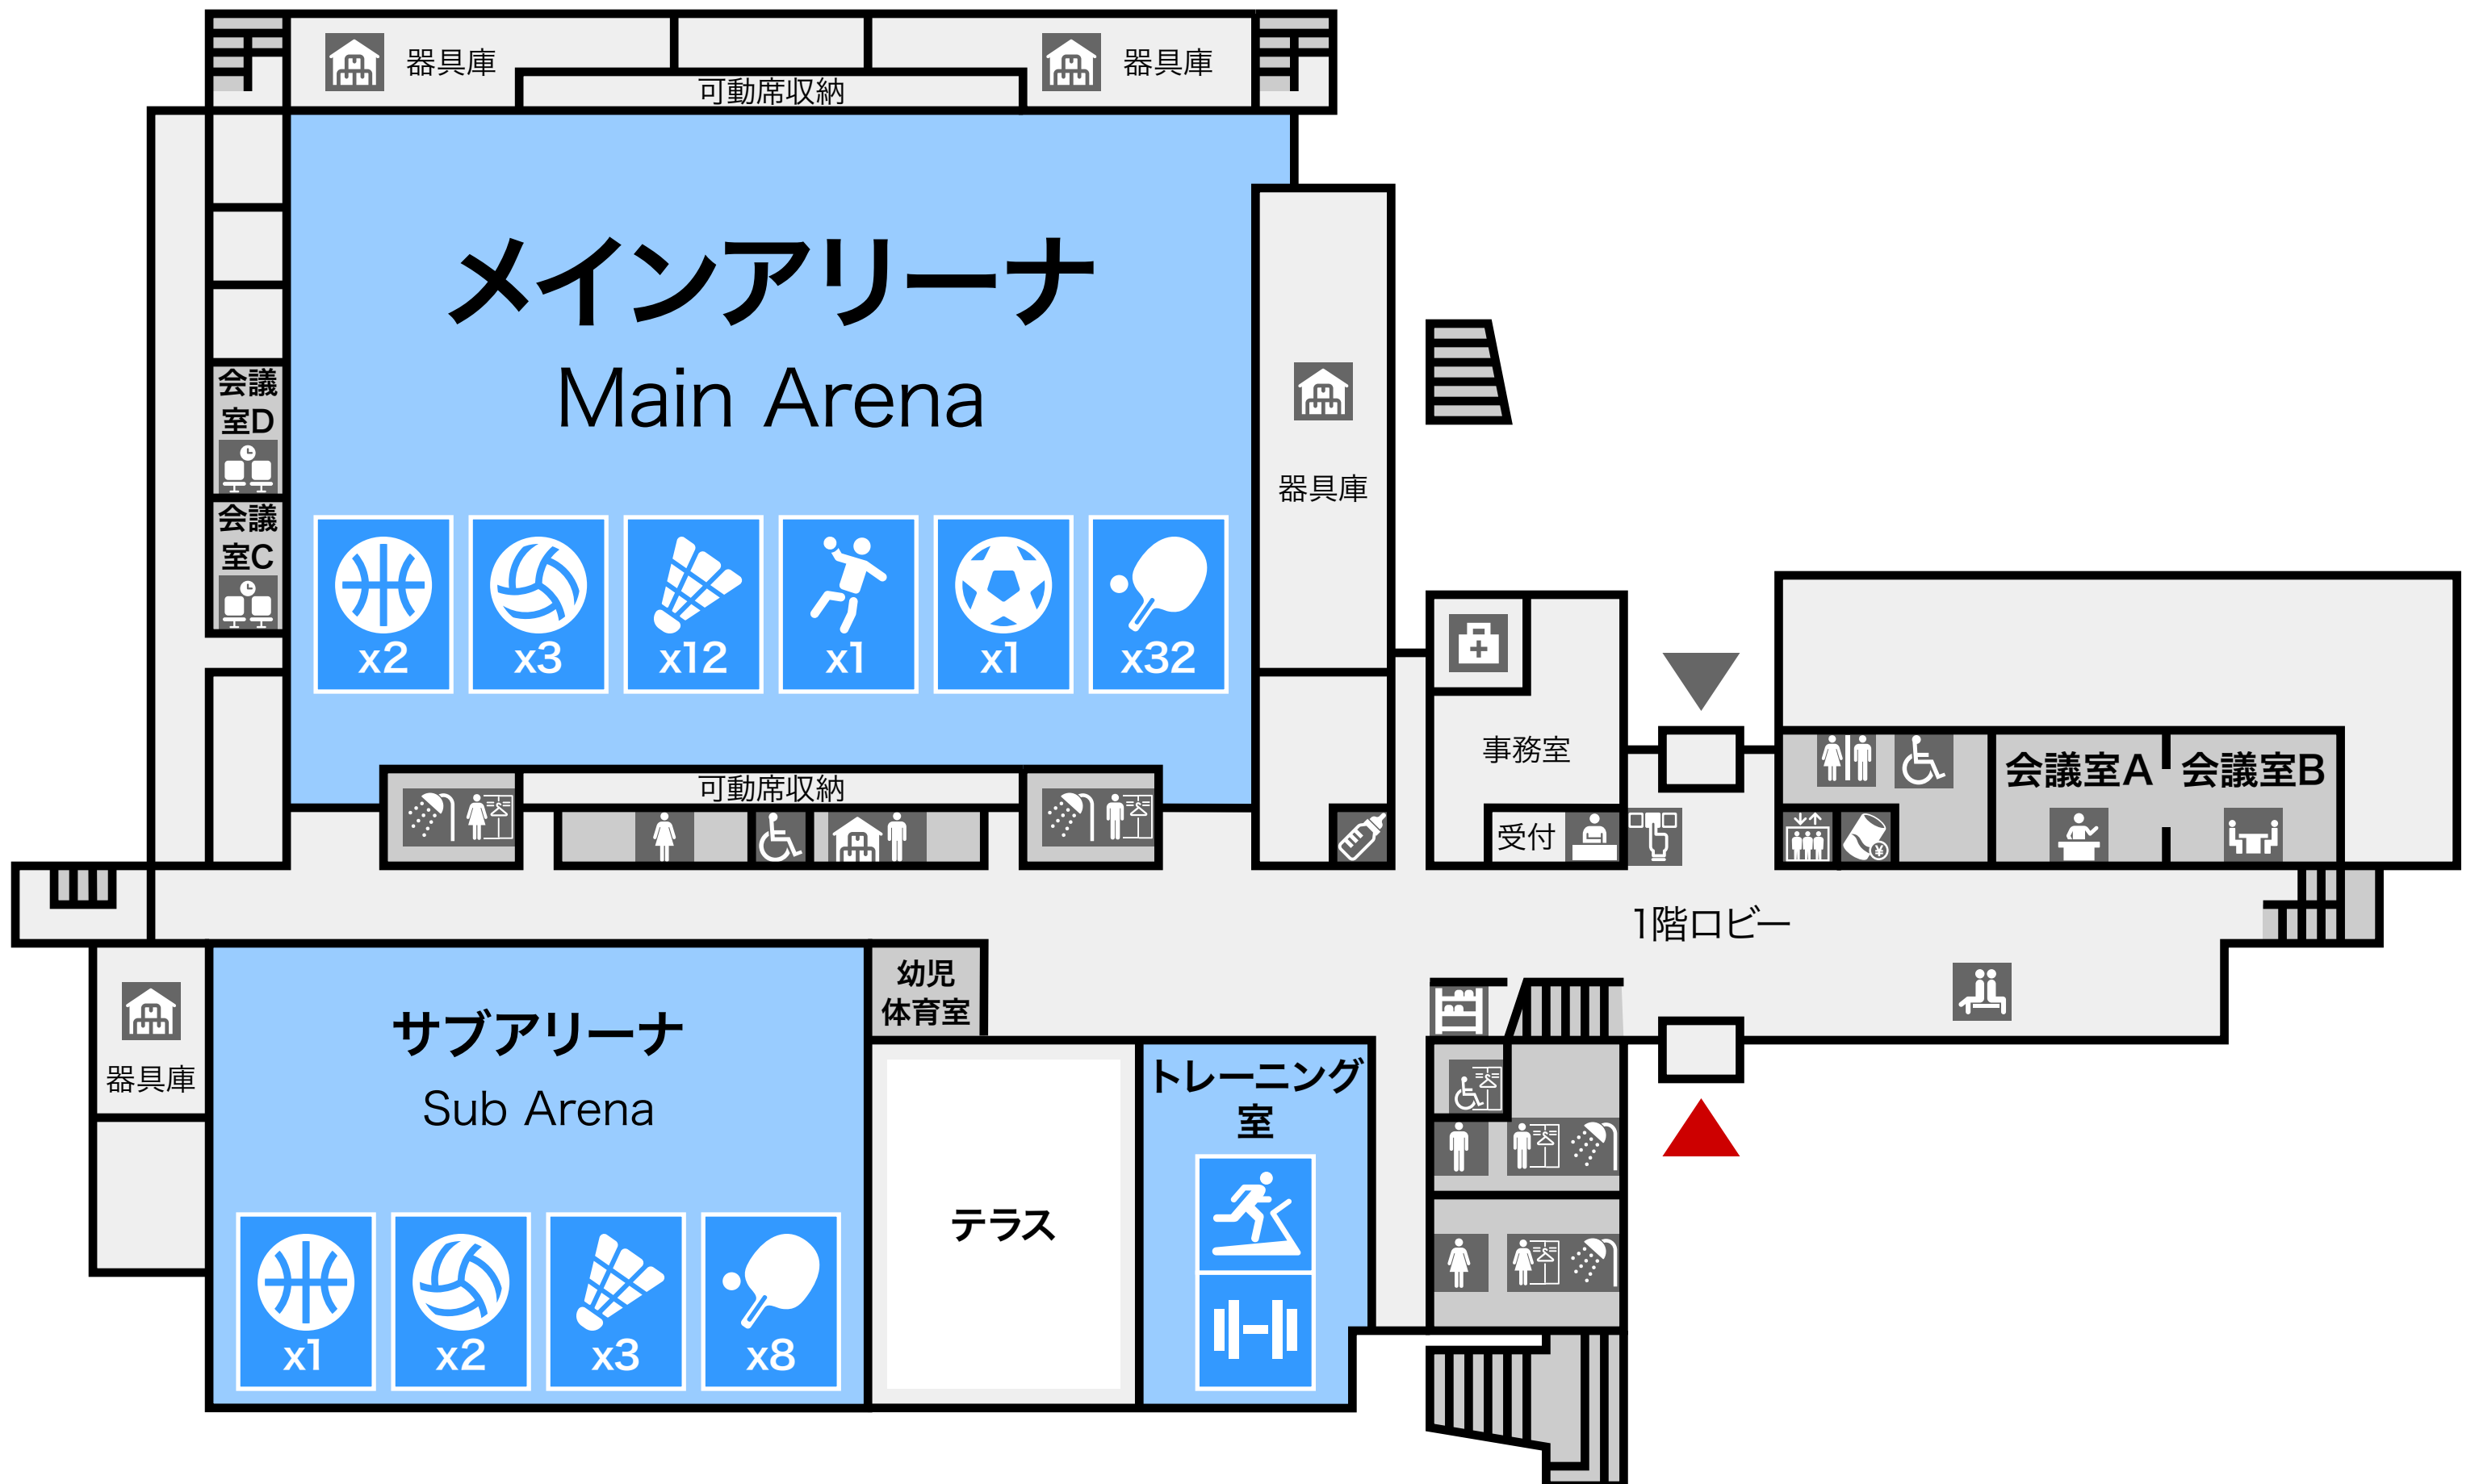 器具庫
器具庫
可動席収納
メインアリーナ
Main Arena
会議
室D
器具庫
会議
室C
x2
x3
x12
x1
x1
x32
事務室
会議室A
会議室B
可動席収納
受付
¥
1階ロビー
幼児
体育室
器具庫
サブアリーナ
Sub Arena
トレーニング
室
テラス
x1
x2
x3
x8